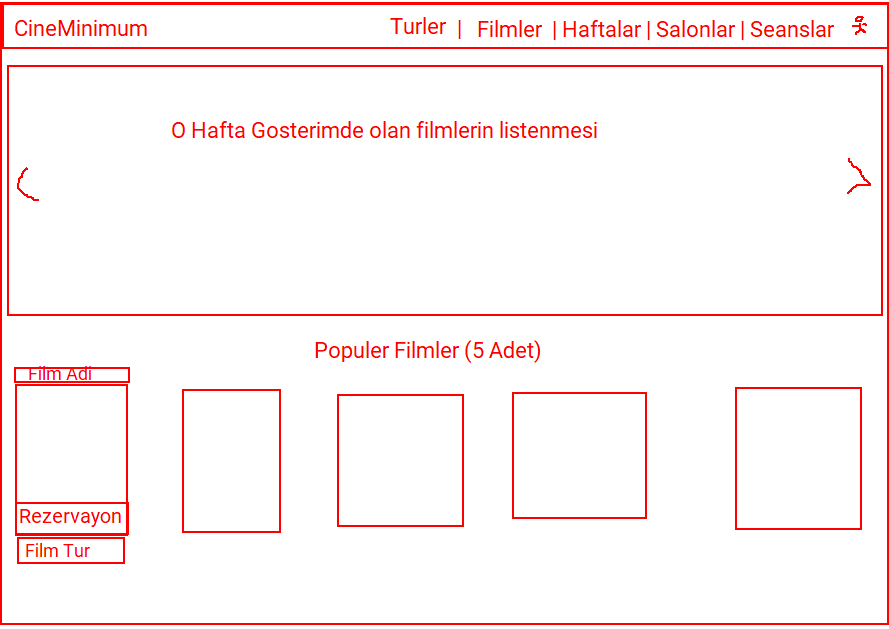 CineMinimum Turler | Filmler | Haftalar | Salonlar | Seanslar
O Hafta Gosterimde olan filmlerin listenmesi
Populer Filmler (5 Adet)
Film Adi
Rezervayon
Film Tur